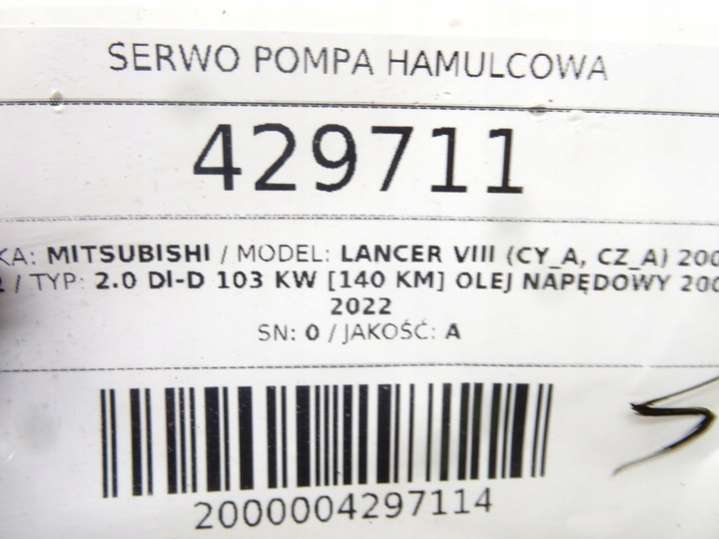 SERWO POMPA HAMULCOWA
429711
KA: MITSUBISHI / MODEL: LANCER VIII (CY_A, CZ_A) 200
2 / TYP: 2.0 DI-D 103 KW [140 KM] OLEJ NAPĘDOWY 200
2022
SN: 0 / JAKOŚĆ: A
2000004297114